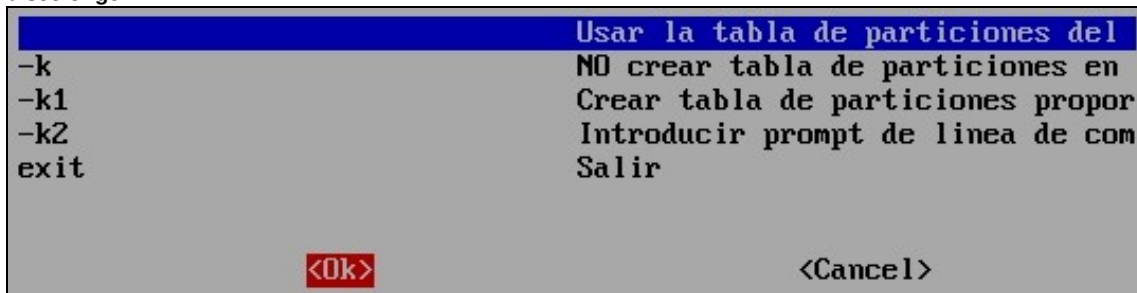 Usar la tabla de particiones del
-k NO crear tabla de particiones en
-k1 Crear tabla de particiones propor
-k2 Introducir prompt de linea de com
exit Salir
<Ok> <Cancel>